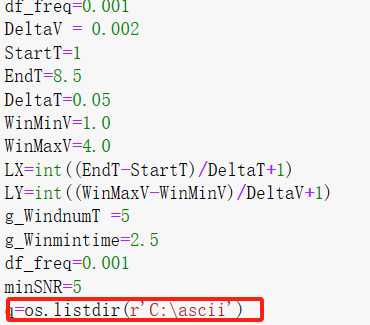 df_freq=0.001
DeltaV = 0.002
StartT=1
EndT=8.5
DeltaT=0.05
WinMinV=1.0
WinMaxV=4.0
LX=int((EndT-StartT)/DeltaT+1)
LY=int((WinMaxV-WinMinV)/DeltaV+1)
g_WindnumT =5
g_Winmintime=2.5
df_freq=0.001
minSNR=5
q=os.listdir(r'C:\ascii')